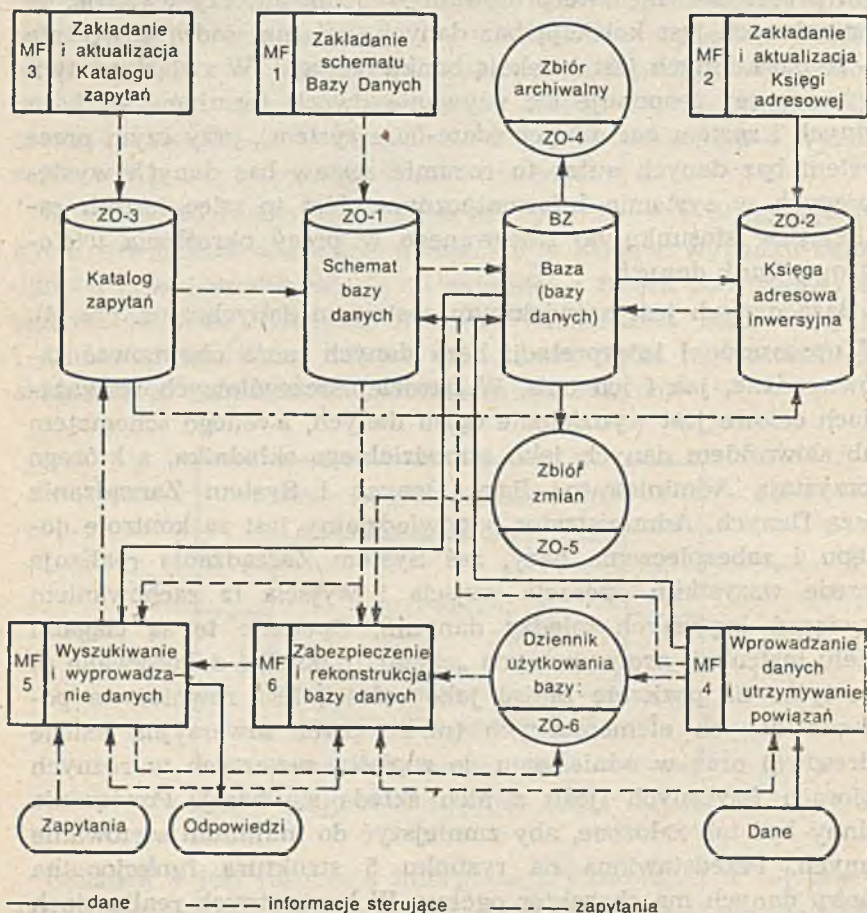 MF 3
Zakładanie
i aktualizacja
Katalogu
zapytań
MF 1
Zakładanie
schematu
Bazy Danych
Zbiór
archiwalny
ZO-4
MF 2
Zakładanie
i aktualizacja
Księgi
adresowej
ZO-3
Katalog
zapytań
ZO-1
Schemat
bazy
danych
BZ
Baza
(bazy
danych)
ZO-2
Księga
adresowa
inwersyjna
Zbiór
zmian
ZO-5
MF 5
Wyszukiwanie
i wyprowadza-
nie danych
MF 6
Zabezpieczenie
i rekonstrukcja
bazy danych
Dziennik
użytkowania
bazy
ZO-6
MF 4
Wprowadzanie
danych
i utrzymywanie
powiązań
Zapytania
Odpowiedzi
Dane
dane
informacje sterujące
zapytania